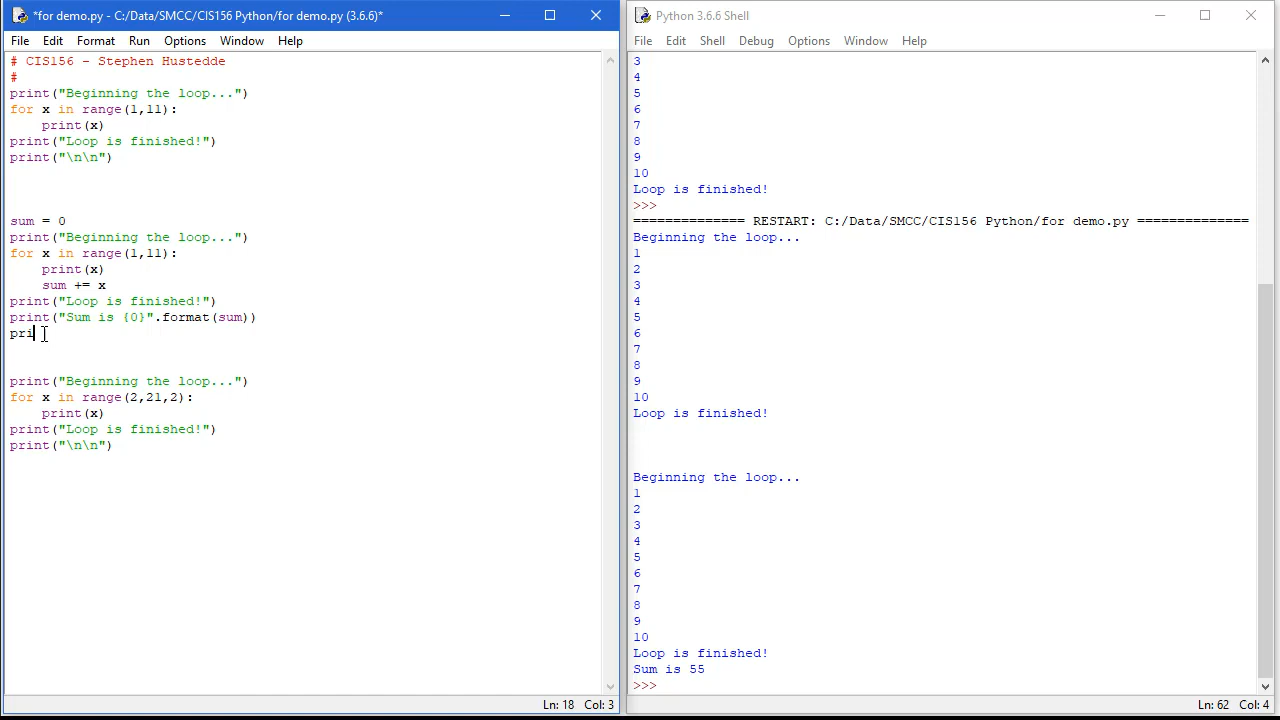 *for demo.py - C:/Data/SMCC/CIS156 Python/for demo.py (3.6.6)*
File Edit Format Run Options Window Help
# CIS156 - Stephen Hustedde
#
print("Beginning the loop...")
for x in range(1,11):
    print(x)
print("Loop is finished!")
print("\n\n")
sum = 0
print("Beginning the loop...")
for x in range(1,11):
    print(x)
    sum += x
print("Loop is finished!")
print("Sum is {0}".format(sum))
pri
print("Beginning the loop...")
for x in range(2,21,2):
    print(x)
print("Loop is finished!")
print("\n\n")
Ln: 18 Col: 3
Python 3.6.6 Shell
File Edit Shell Debug Options Window Help
3
4
5
6
7
8
9
10
Loop is finished!
>>>
============== RESTART: C:/Data/SMCC/CIS156 Python/for demo.py ==============
Beginning the loop...
1
2
3
4
5
6
7
8
9
10
Loop is finished!
Beginning the loop...
1
2
3
4
5
6
7
8
9
10
Loop is finished!
Sum is 55
>>>
Ln: 62 Col: 4